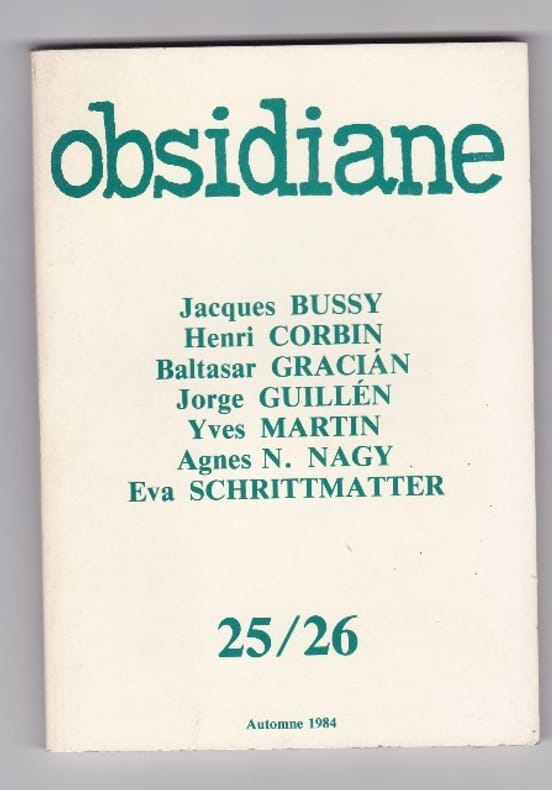 obsidiane
Jacques BUSSY
Henri CORBIN
Baltasar GRACIÁN
Jorge GUILLÉN
Yves MARTIN
Agnes N. NAGY
Eva SCHRITTMATTER
25/26
Automne 1984